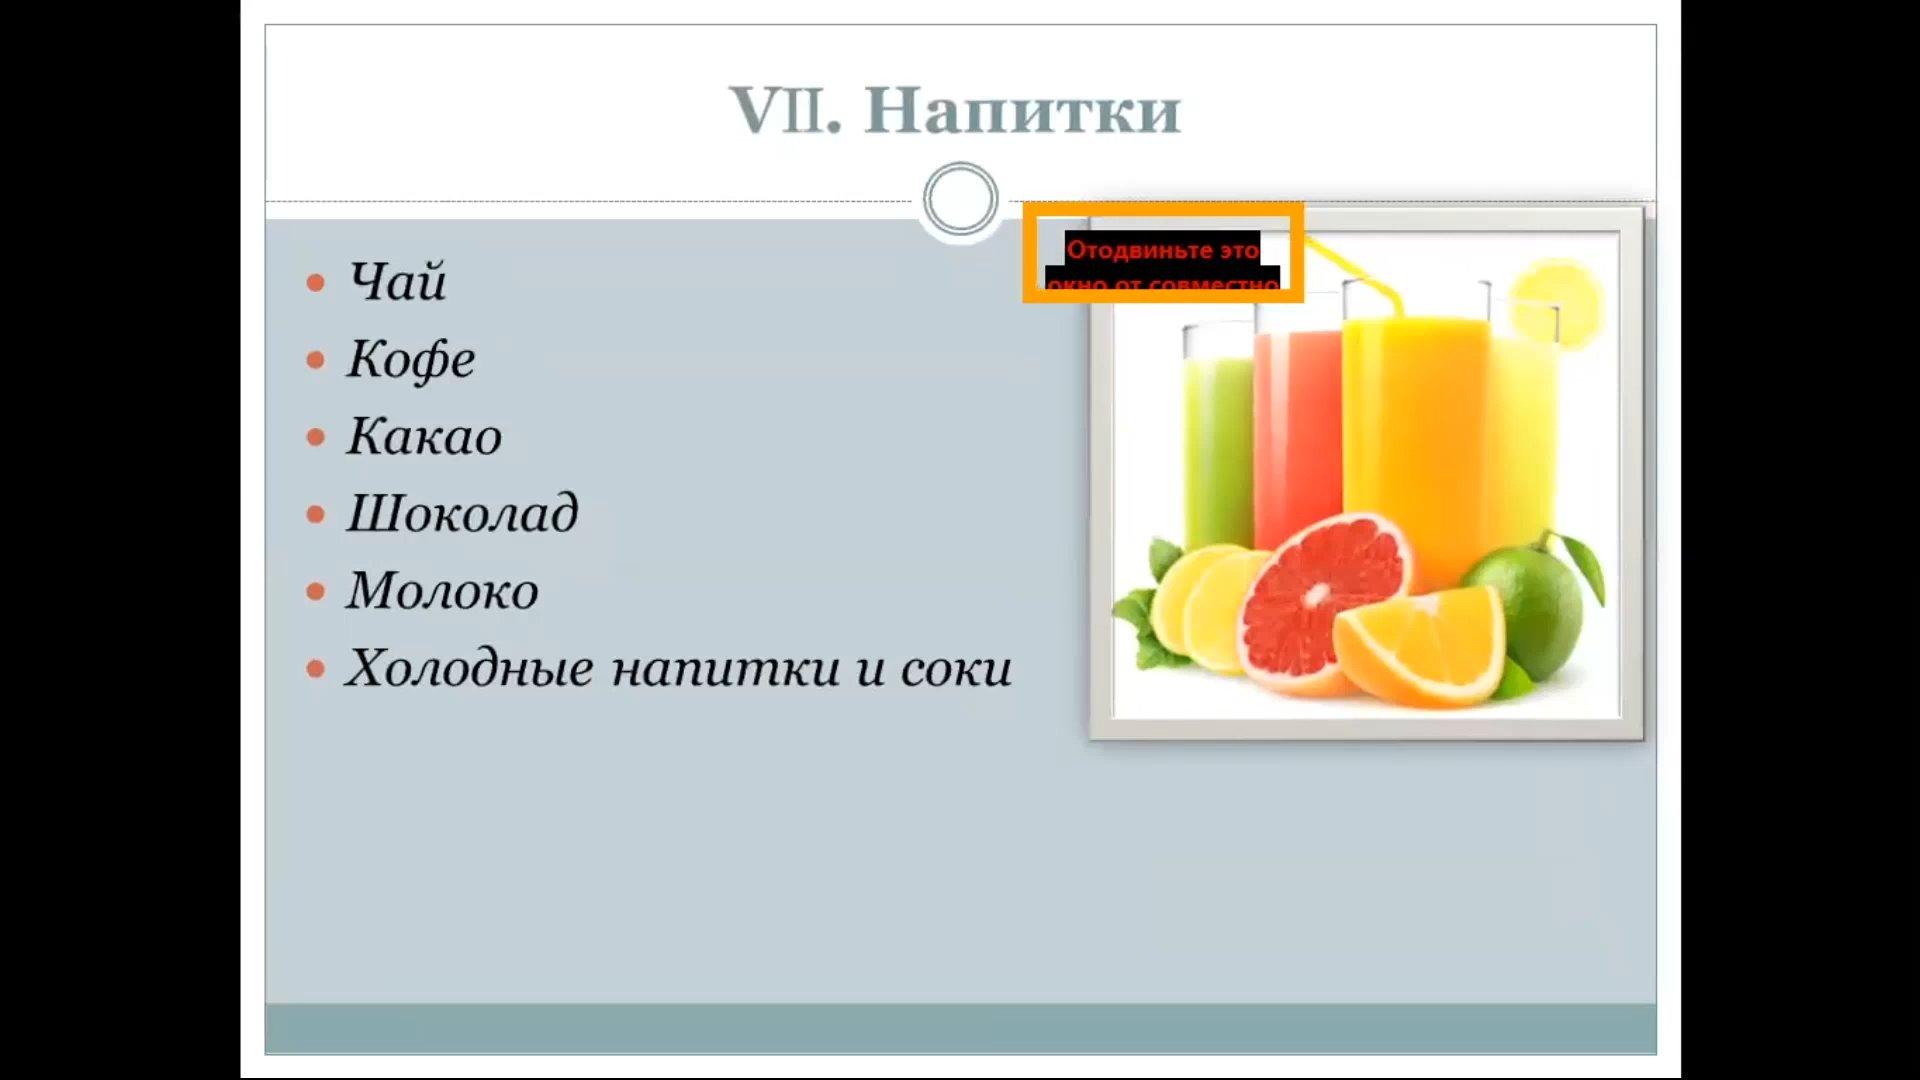 VII. Напитки
Отодвиньте это
окно от совместно
Чай
Кофе
Какао
Шоколад
Молоко
Холодные напитки и соки